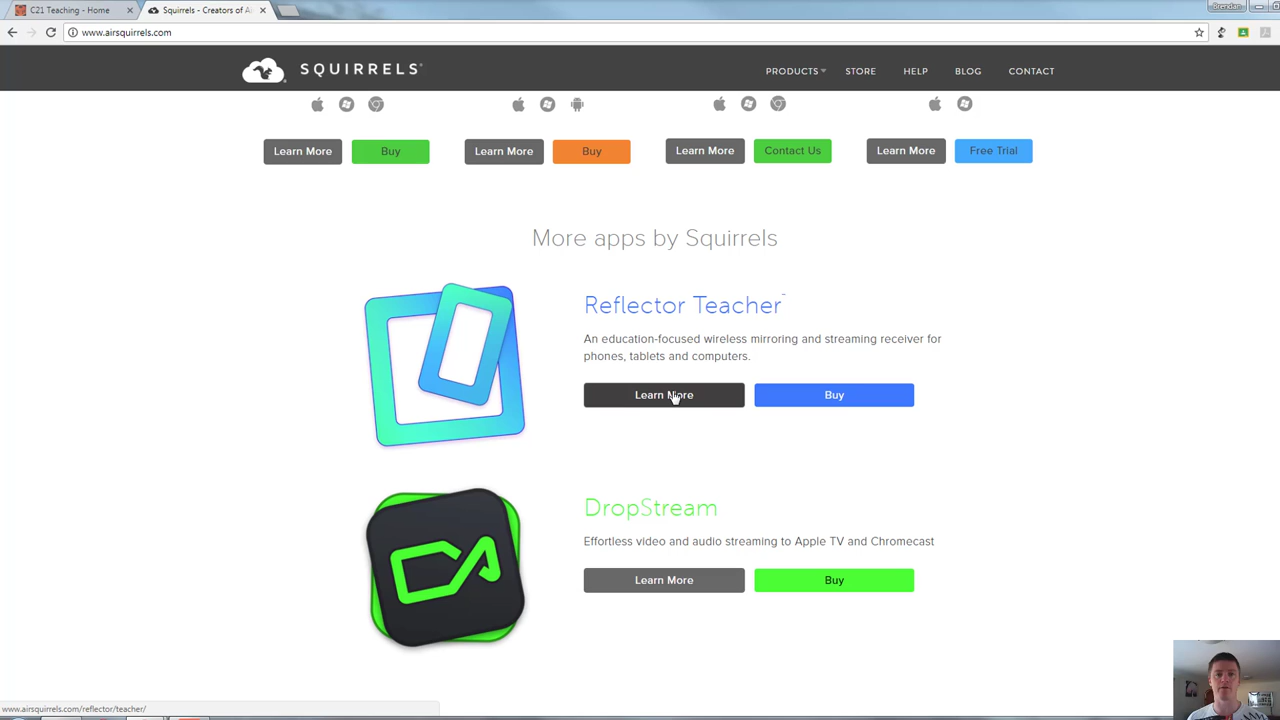 C21 Teaching - Home
Squirrels - Creators of Ai
Brendan
www.airsquirrels.com
SQUIRRELS
PRODUCTS
STORE
HELP
BLOG
CONTACT
Learn More
Buy
Learn More
Buy
Learn More
Contact Us
Learn More
Free Trial
More apps by Squirrels
Reflector Teacher
An education-focused wireless mirroring and streaming receiver for
phones, tablets and computers.
Learn More
Buy
DropStream
Effortless video and audio streaming to Apple TV and Chromecast
Learn More
Buy
www.airsquirrels.com/reflector/teacher/